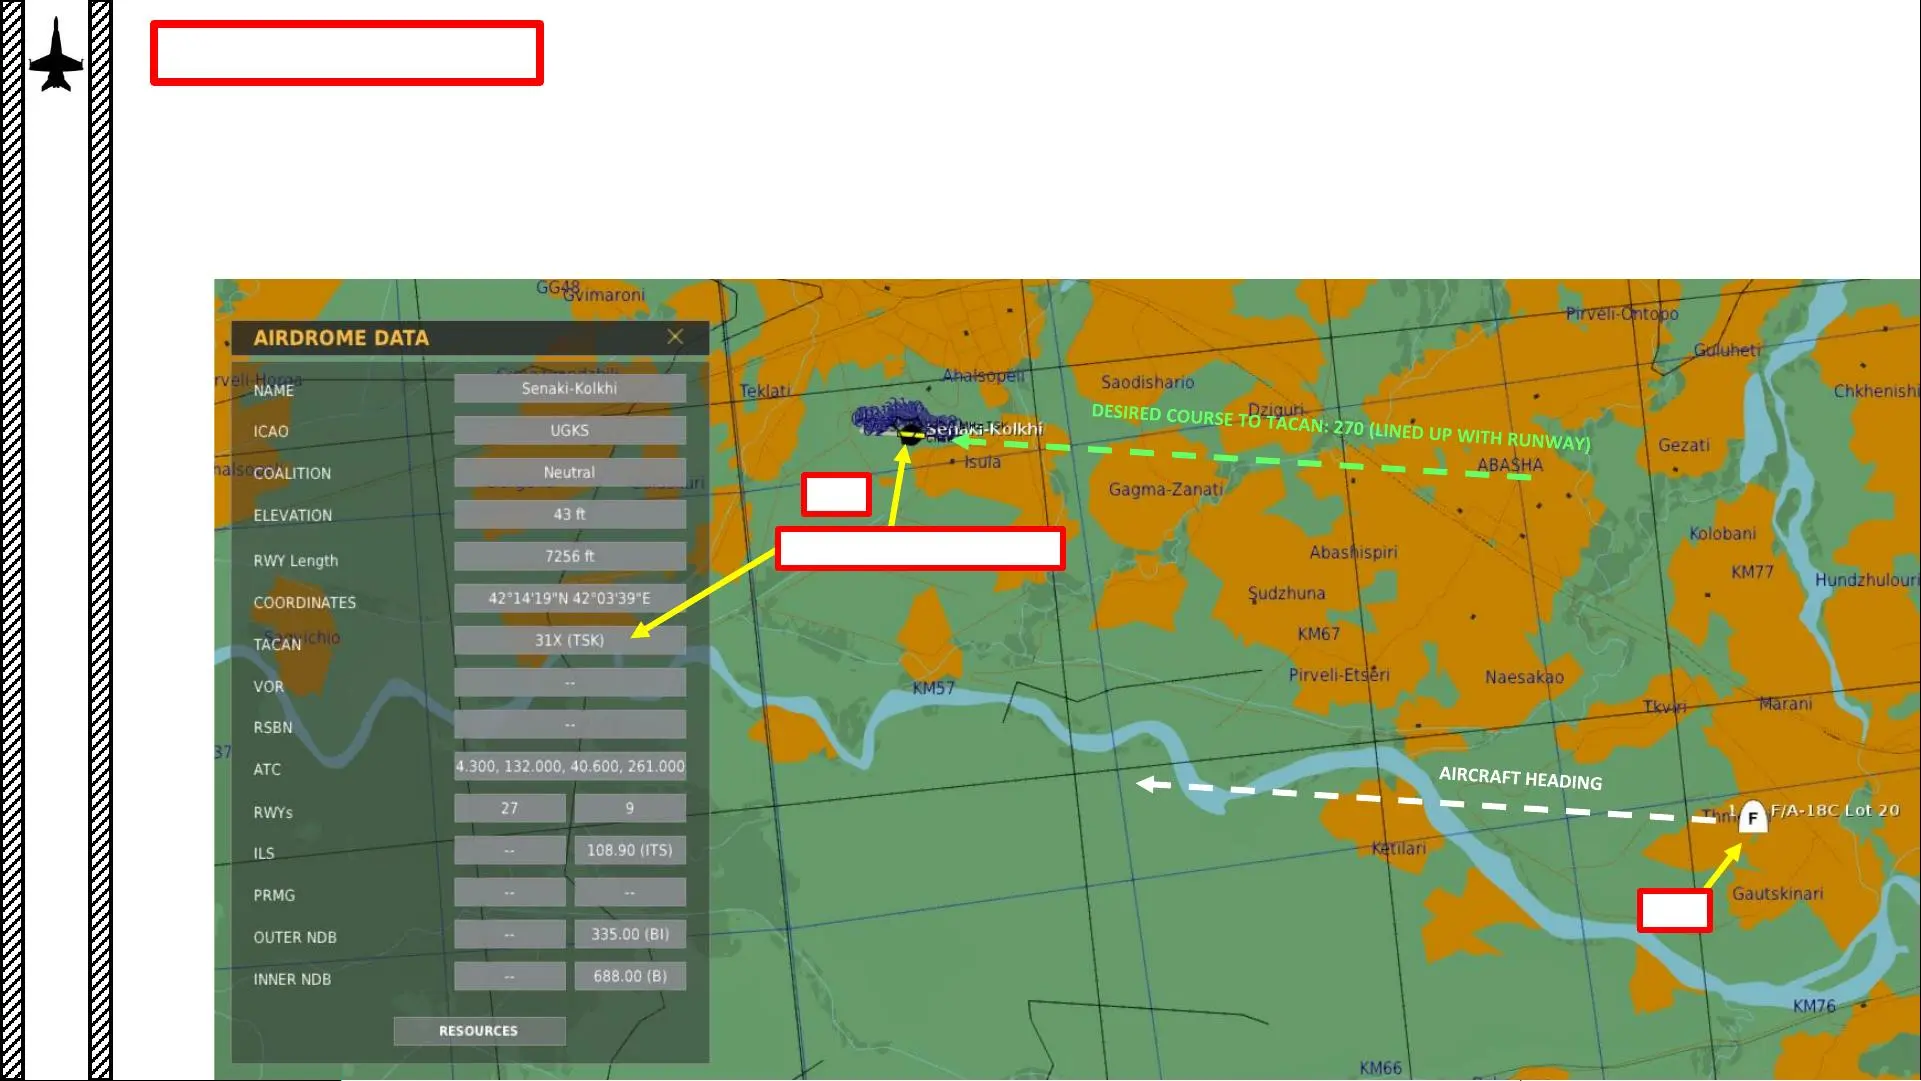 GG48
Gvimaroni
Pirveli-Ontopo
AIRDROME DATA
Guluheti
NAME
Senaki-Kolkhi
Teklati
Ahalsopeli
Saodishario
Chkhenishi
Dziguri
DESIRED COURSE TO TACAN: 270 (LINED UP WITH RUNWAY)
ICAO
UGKS
Senaki-Kolkhi
Gezati
COALITION
Neutral
Isula
ABASHA
Gagma-Zanati
ELEVATION
43 ft
Kolobani
RWY Length
7256 ft
Abashispiri
KM77
Hundzhulouri
COORDINATES
42°14'19"N 42°03'39"E
Sudzhuna
KM67
TACAN
31X (TSK)
Pirveli-Etseri
Naesakao
VOR
--
KM57
Tkviri
Marani
RSBN
--
37
ATC
4.300, 132.000, 40.600, 261.000
AIRCRAFT HEADING
RWYs
27
9
F
F/A-18C Lot 20
ILS
--
108.90 (ITS)
Ketilari
PRMG
--
--
Gautskinari
OUTER NDB
--
335.00 (BI)
INNER NDB
--
688.00 (B)
KM76
RESOURCES
KM66